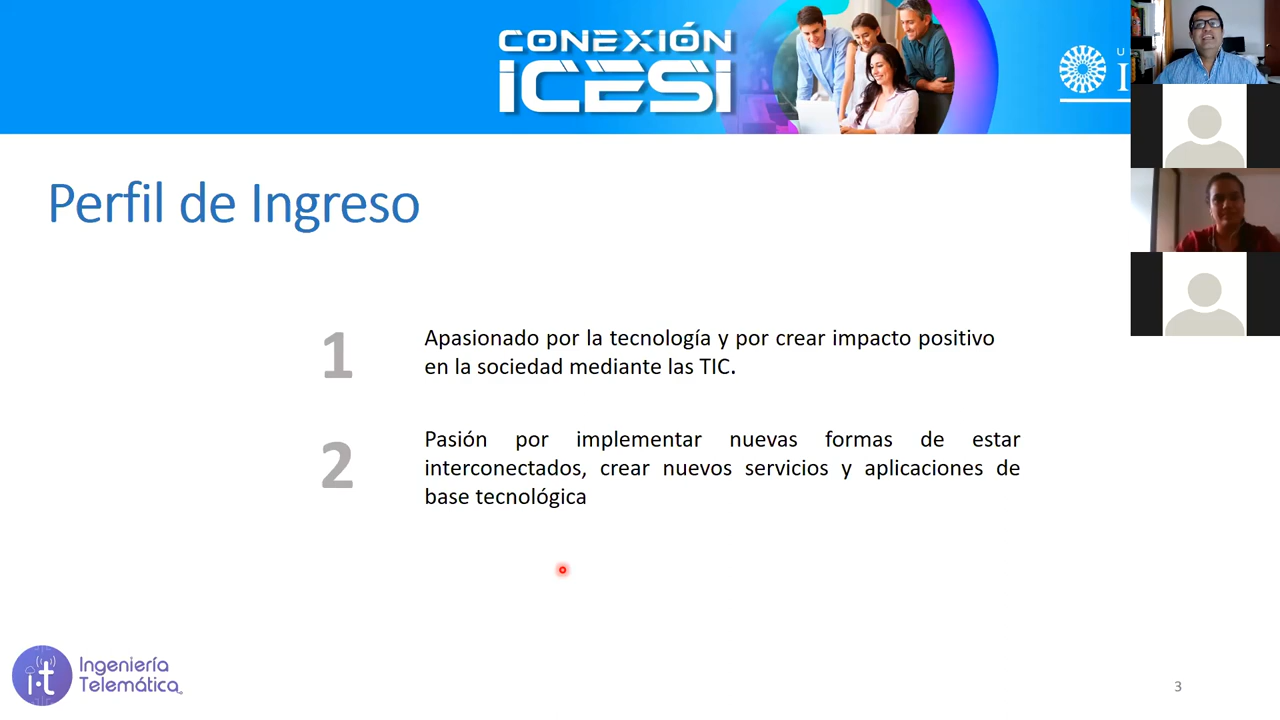 CONEXIÓN
ICESI
Perfil de Ingreso
1
Apasionado por la tecnología y por crear impacto positivo
en la sociedad mediante las TIC.
2
Pasión por implementar nuevas formas de estar
interconectados, crear nuevos servicios y aplicaciones de
base tecnológica
i·t
Ingeniería
Telemática
3